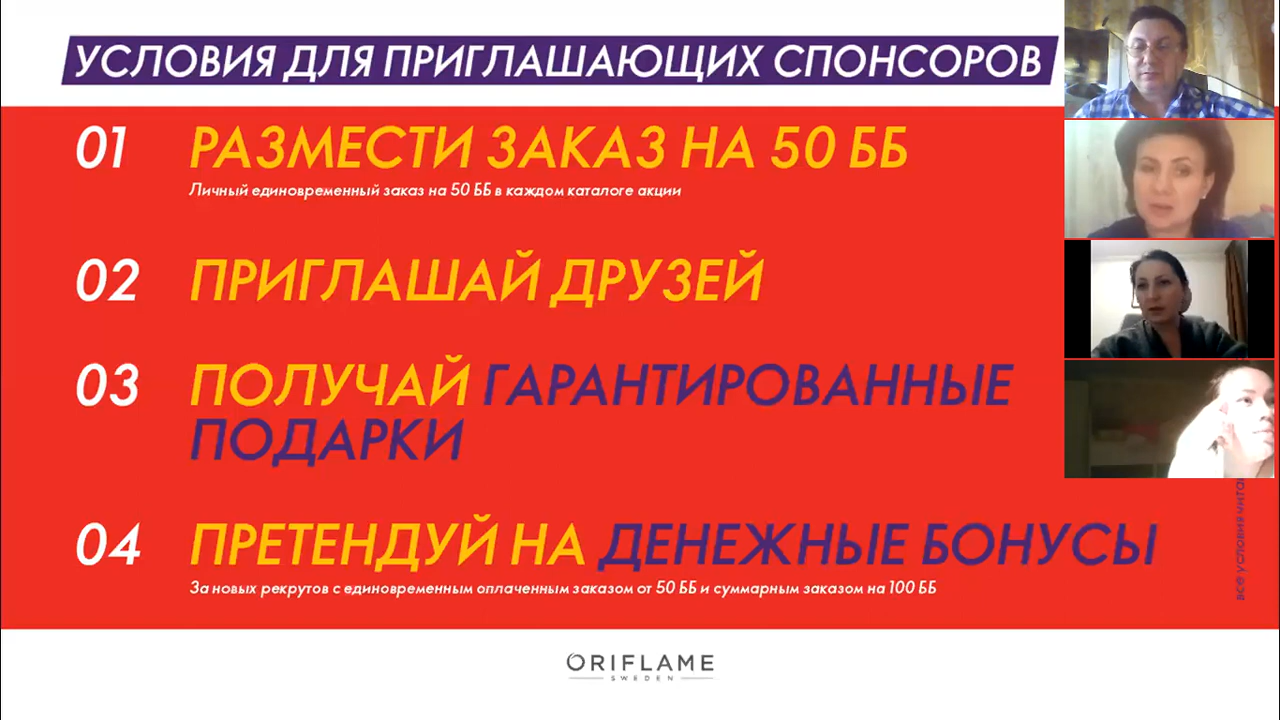 УСЛОВИЯ ДЛЯ ПРИГЛАШАЮЩИХ СПОНСОРОВ
01 РАЗМЕСТИ ЗАКАЗ НА 50 ББ
Личный единовременный заказ на 50 ББ в каждом каталоге акции
02 ПРИГЛАШАЙ ДРУЗЕЙ
03 ПОЛУЧАЙ ГАРАНТИРОВАННЫЕ
ПОДАРКИ
04 ПРЕТЕНДУЙ НА ДЕНЕЖНЫЕ БОНУСЫ
За новых рекрутов с единовременным оплаченным заказом от 50 ББ и суммарным заказом на 100 ББ
все условия
ORIFLAME
SWEDEN